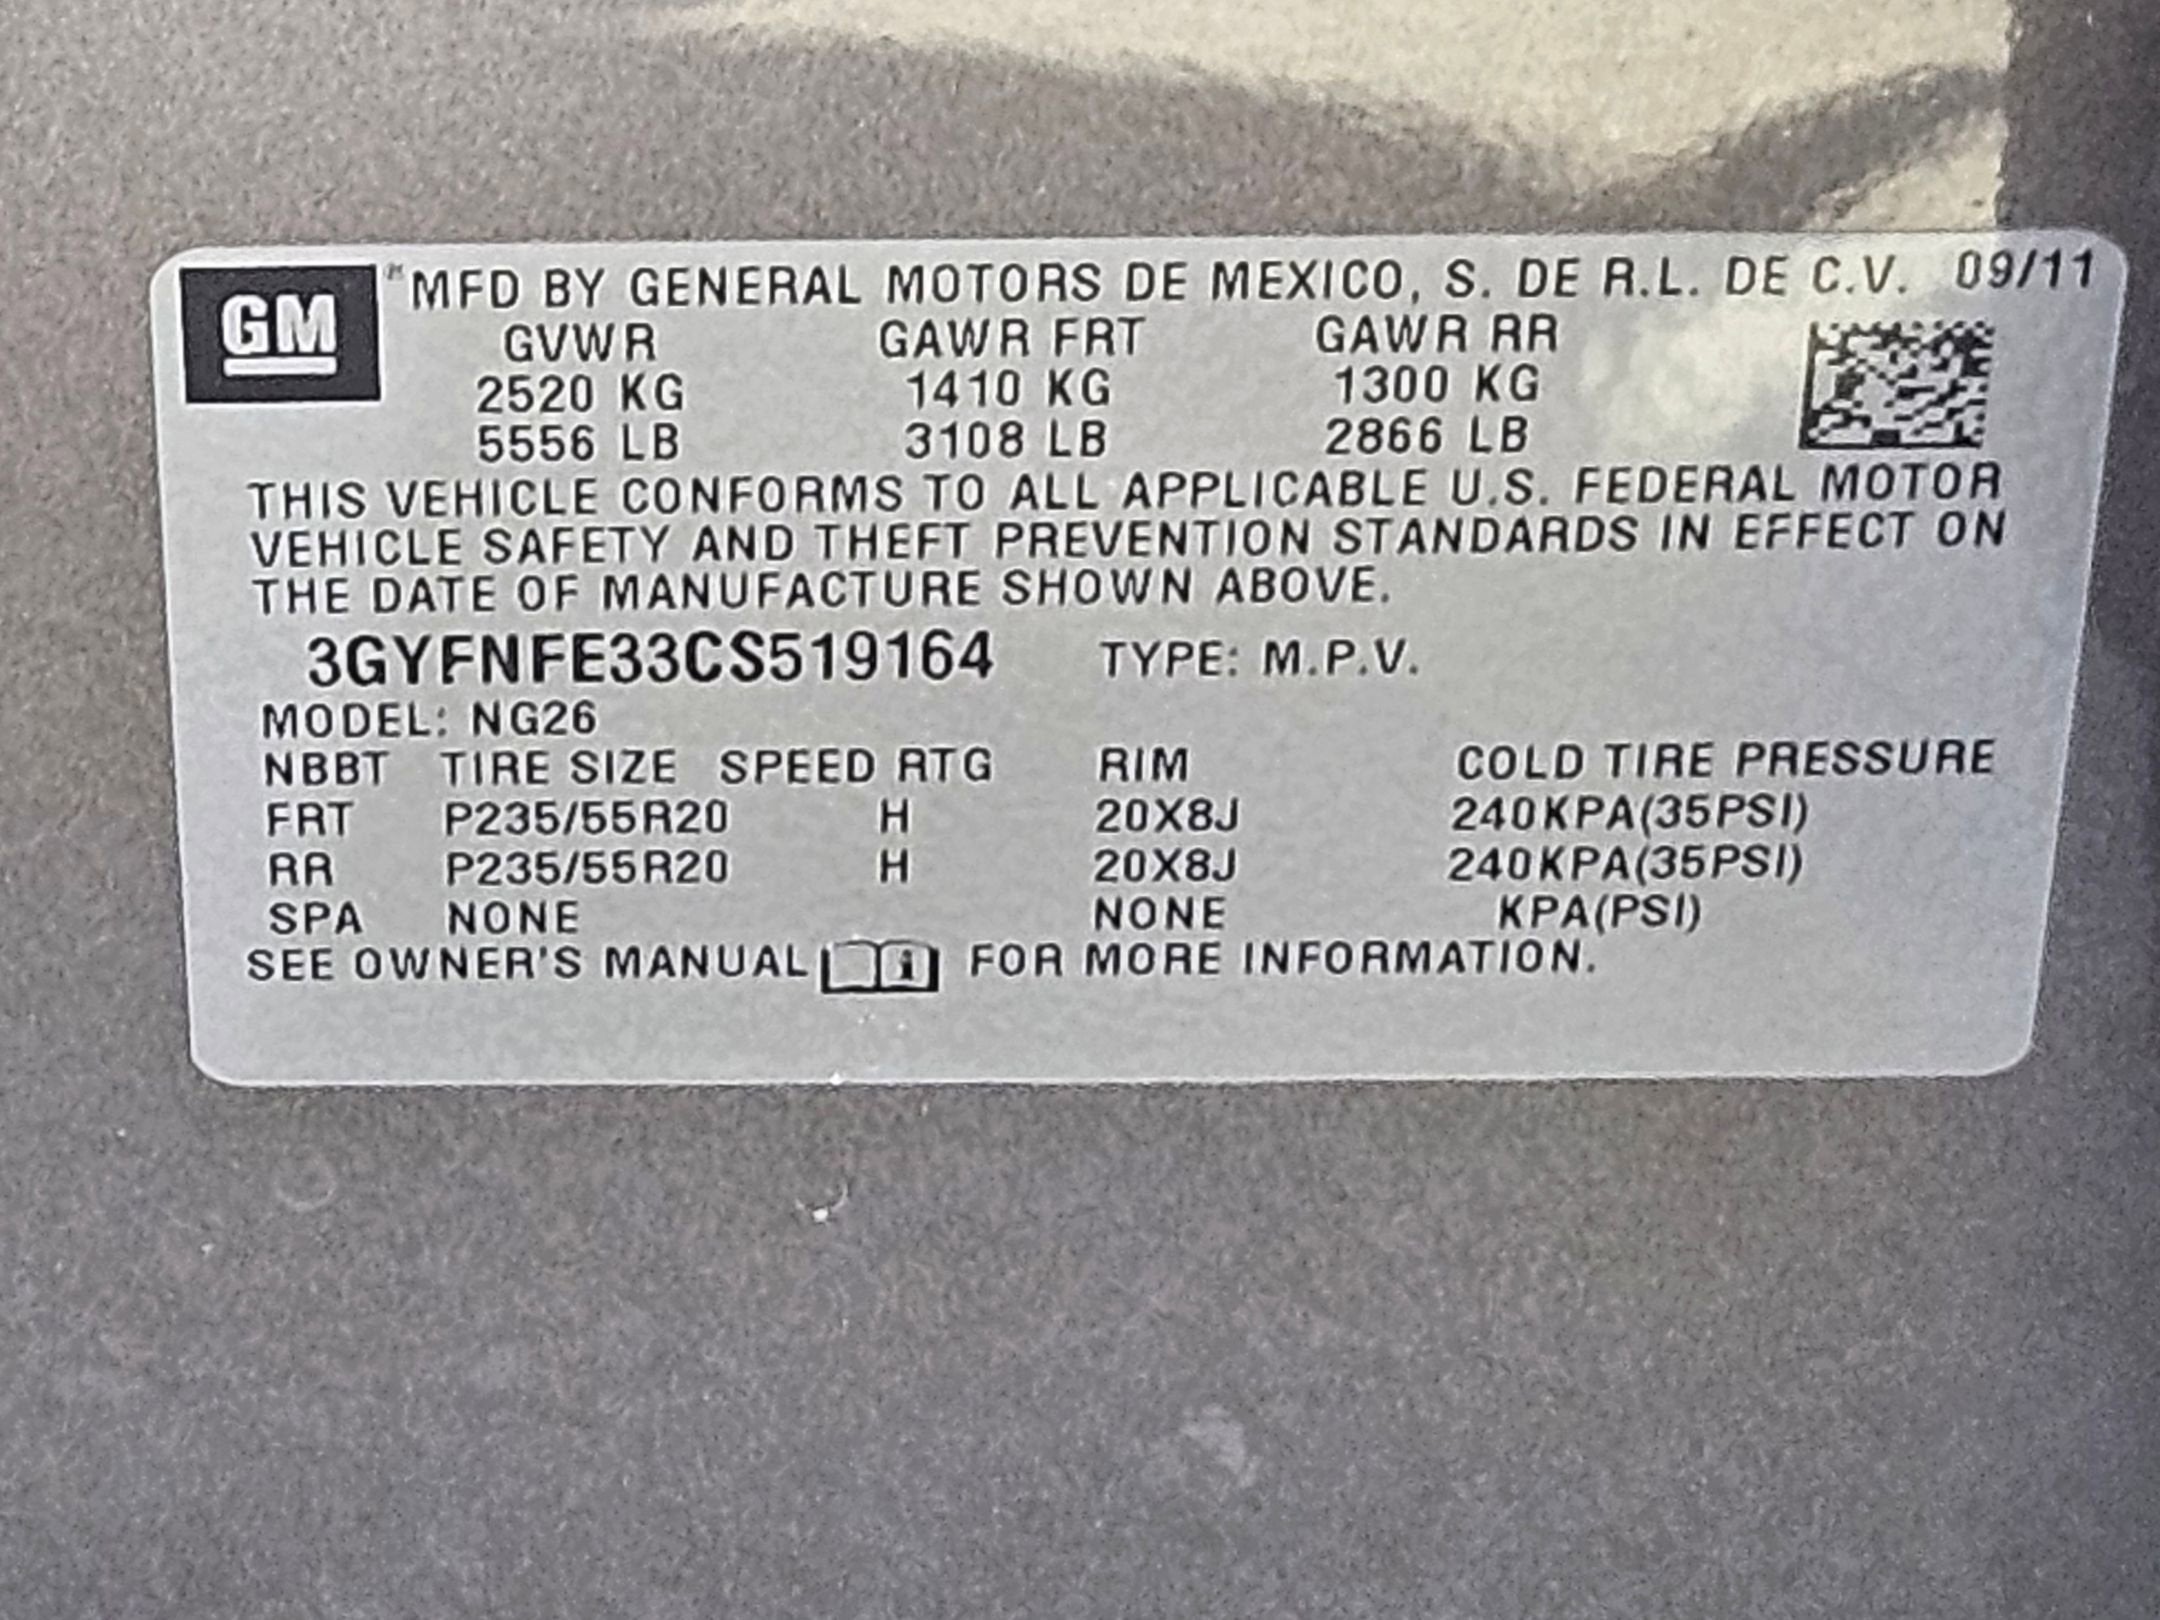 GM MFD BY GENERAL MOTORS DE MEXICO, S. DE R.L. DE C.V. 09/11
GVWR GAWR FRT GAWR RR
2520 KG 1410 KG 1300 KG
5556 LB 3108 LB 2866 LB
THIS VEHICLE CONFORMS TO ALL APPLICABLE U.S. FEDERAL MOTOR
VEHICLE SAFETY AND THEFT PREVENTION STANDARDS IN EFFECT ON
THE DATE OF MANUFACTURE SHOWN ABOVE.
3GYFNFE33CS519164 TYPE: M.P.V.
MODEL: NG26
NBBT TIRE SIZE SPEED RTG RIM COLD TIRE PRESSURE
FRT P235/55R20 H 20X8J 240KPA(35PSI)
RR P235/55R20 H 20X8J 240KPA(35PSI)
SPA NONE NONE KPA(PSI)
SEE OWNER'S MANUAL FOR MORE INFORMATION.